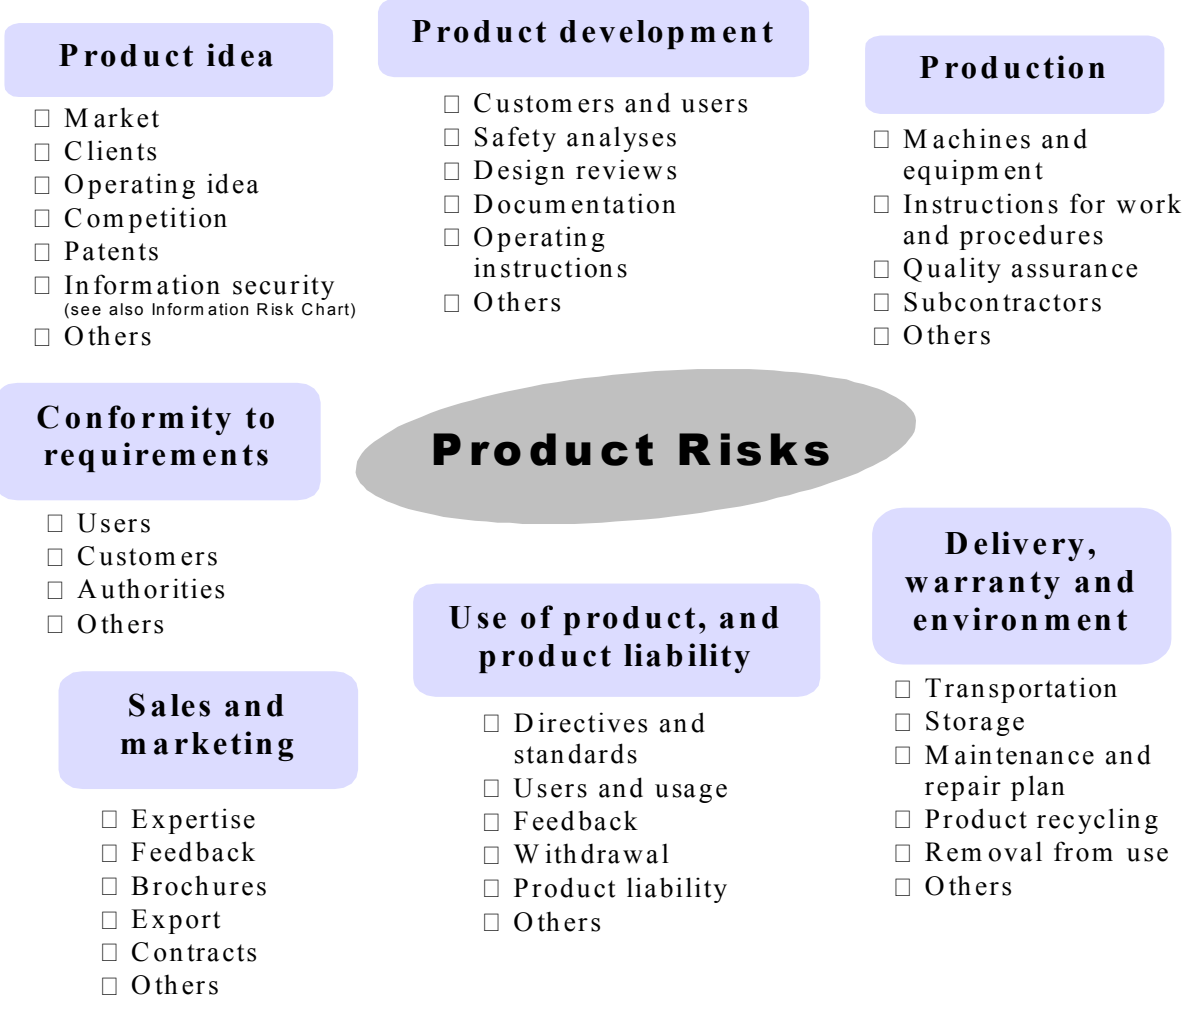 Product idea
□ Market
□ Clients
□ Operating idea
□ Competition
□ Patents
□ Information security
(see also Information Risk Chart)
□ Others
Product development
□ Customers and users
□ Safety analyses
□ Design reviews
□ Documentation
□ Operating
instructions
□ Others
Production
□ Machines and
equipment
□ Instructions for work
and procedures
□ Quality assurance
□ Subcontractors
□ Others
Product Risks
Conformity to
requirements
□ Users
□ Customers
□ Authorities
□ Others
Sales and
marketing
□ Expertise
□ Feedback
□ Brochures
□ Export
□ Contracts
□ Others
Use of product, and
product liability
□ Directives and
standards
□ Users and usage
□ Feedback
□ Withdrawal
□ Product liability
□ Others
Delivery,
warranty and
environment
□ Transportation
□ Storage
□ Maintenance and
repair plan
□ Product recycling
□ Removal from use
□ Others